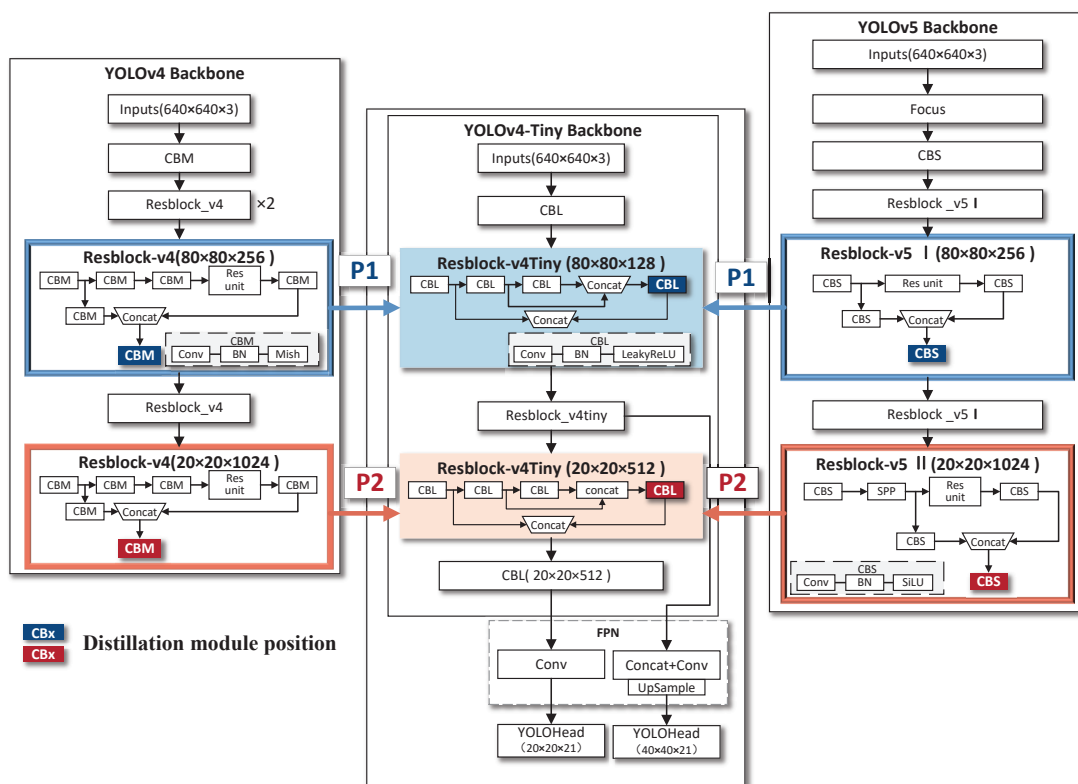 YOLOv4 Backbone
Inputs(640×640×3)
CBM
Resblock_v4
×2
Resblock-v4(80×80×256 )
CBM
CBM
CBM
Res
unit
CBM
CBM
Concat
CBM
CBM
Conv
BN
Mish
Resblock_v4
Resblock-v4(20×20×1024 )
CBM
CBM
CBM
Res
unit
CBM
CBM
Concat
CBM
CBx
CBx
Distillation module position
P1
P2
YOLOv4-Tiny Backbone
Inputs(640×640×3)
CBL
Resblock-v4Tiny (80×80×128 )
CBL
CBL
CBL
Concat
CBL
Concat
CBL
Conv
BN
LeakyReLU
Resblock_v4tiny
Resblock-v4Tiny (20×20×512 )
CBL
CBL
CBL
concat
CBL
Concat
CBL( 20×20×512 )
FPN
Conv
Concat+Conv
UpSample
YOLOHead
(20×20×21)
YOLOHead
(40×40×21)
P1
P2
YOLOv5 Backbone
Inputs(640×640×3)
Focus
CBS
Resblock _v5 I
Resblock-v5 I (80×80×256 )
CBS
Res unit
CBS
CBS
Concat
CBS
Resblock _v5 I
Resblock-v5 II (20×20×1024 )
CBS
SPP
Res
unit
CBS
CBS
Concat
CBS
CBS
Conv
BN
SiLU